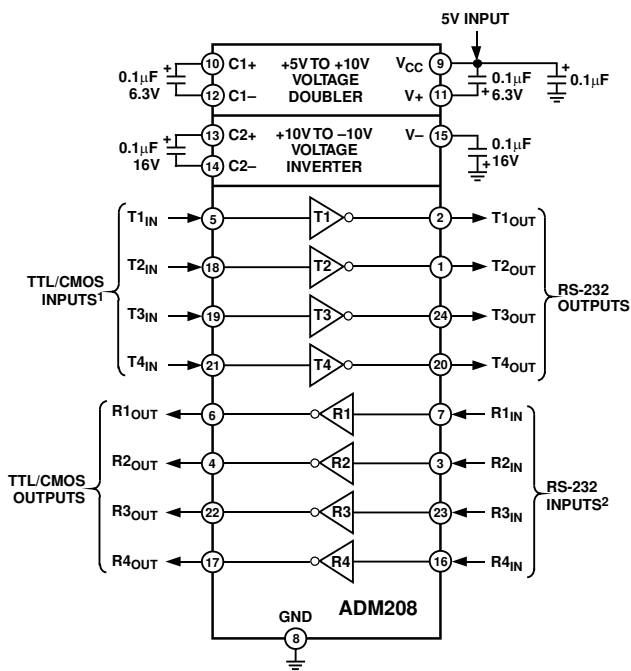 5V INPUT
10 C1+ +5V TO +10V VOLTAGE DOUBLER VCC 9
0.1μF 6.3V
12 C1–
V+ 11
0.1μF 6.3V
0.1μF
13 C2+ +10V TO –10V VOLTAGE INVERTER V– 15
0.1μF 16V
14 C2–
0.1μF 16V
T1IN 5 T1 2 T1OUT
T2IN 18 T2 1 T2OUT
TTL/CMOS INPUTS1
RS-232 OUTPUTS
T3IN 19 T3 24 T3OUT
T4IN 21 T4 20 T4OUT
R1OUT 6 R1 7 R1IN
R2OUT 4 R2 3 R2IN
TTL/CMOS OUTPUTS
RS-232 INPUTS2
R3OUT 22 R3 23 R3IN
R4OUT 17 R4 16 R4IN
GND
ADM208
8